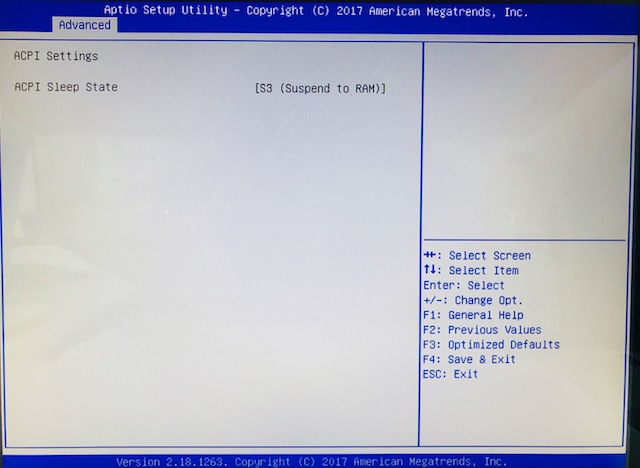 Aptio Setup Utility – Copyright (C) 2017 American Megatrends, Inc.
Advanced
ACPI Settings
ACPI Sleep State [S3 (Suspend to RAM)]
→←: Select Screen
↑↓: Select Item
Enter: Select
+/-: Change Opt.
F1: General Help
F2: Previous Values
F3: Optimized Defaults
F4: Save & Exit
ESC: Exit
Version 2.18.1263. Copyright (C) 2017 American Megatrends, Inc.